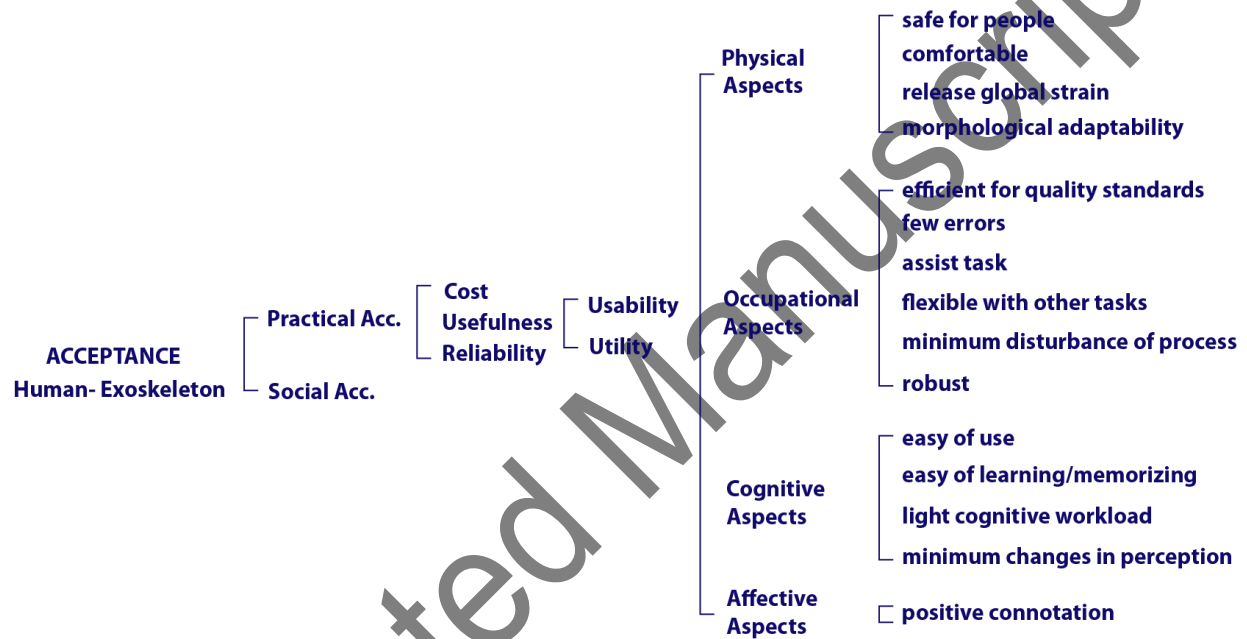 ACCEPTANCE
Human- Exoskeleton
Practical Acc.
Social Acc.
Cost
Usefulness
Reliability
Usability
Utility
Physical
Aspects
safe for people
comfortable
release global strain
morphological adaptability
Occupational
Aspects
efficient for quality standards
few errors
assist task
flexible with other tasks
minimum disturbance of process
robust
Cognitive
Aspects
easy of use
easy of learning/memorizing
light cognitive workload
minimum changes in perception
Affective
Aspects
positive connotation
ted Manuscrip